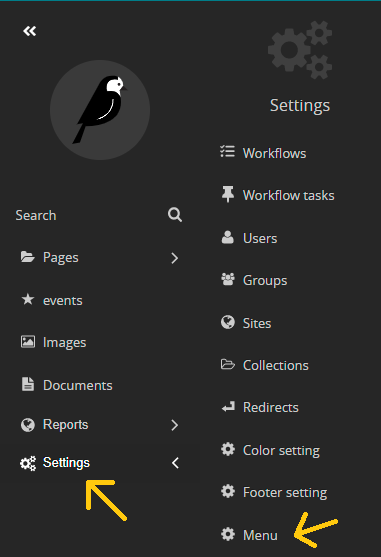 Search
Pages
events
Images
Documents
Reports
Settings
Settings
Workflows
Workflow tasks
Users
Groups
Sites
Collections
Redirects
Color setting
Footer setting
Menu